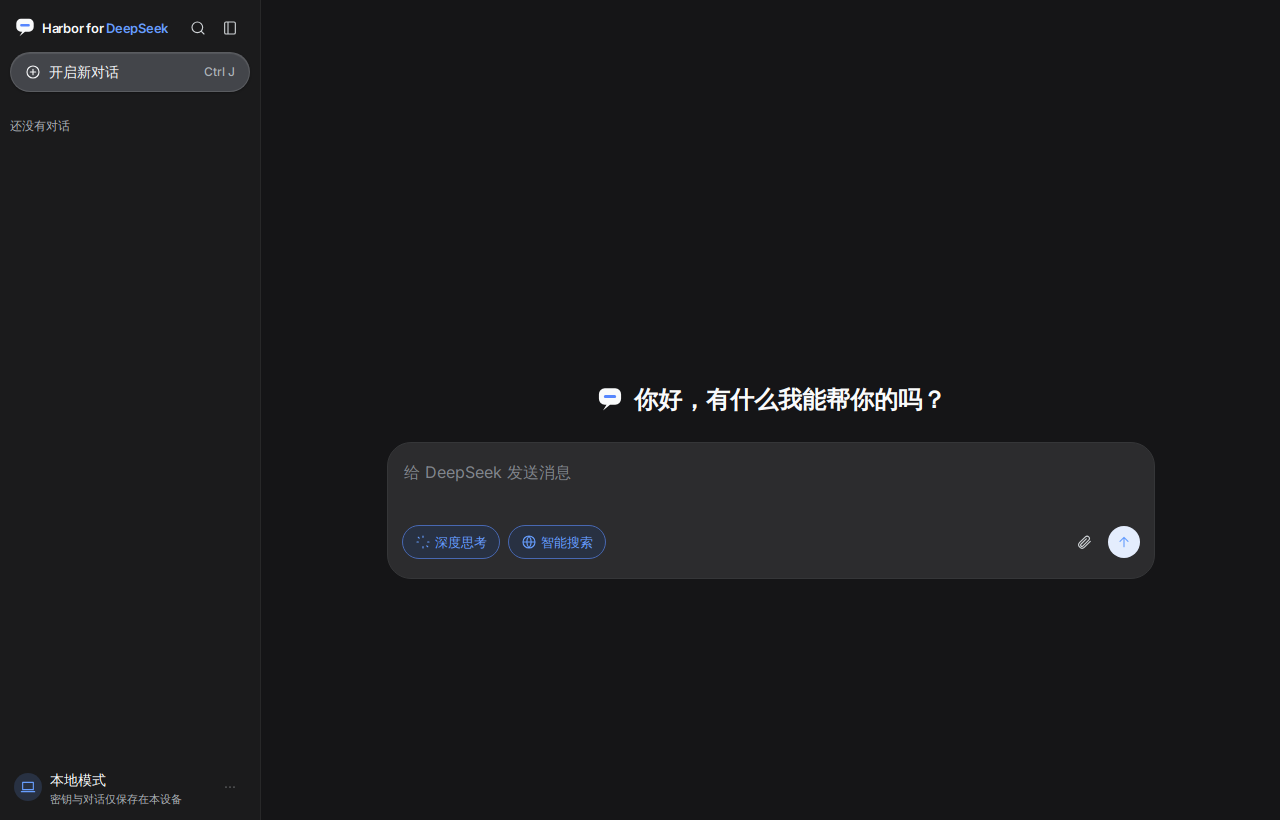 Harbor for DeepSeek
开启新对话 Ctrl J
还没有对话
你好，有什么我能帮你的吗？
给 DeepSeek 发送消息
深度思考 智能搜索
本地模式
密钥与对话仅保存在本设备